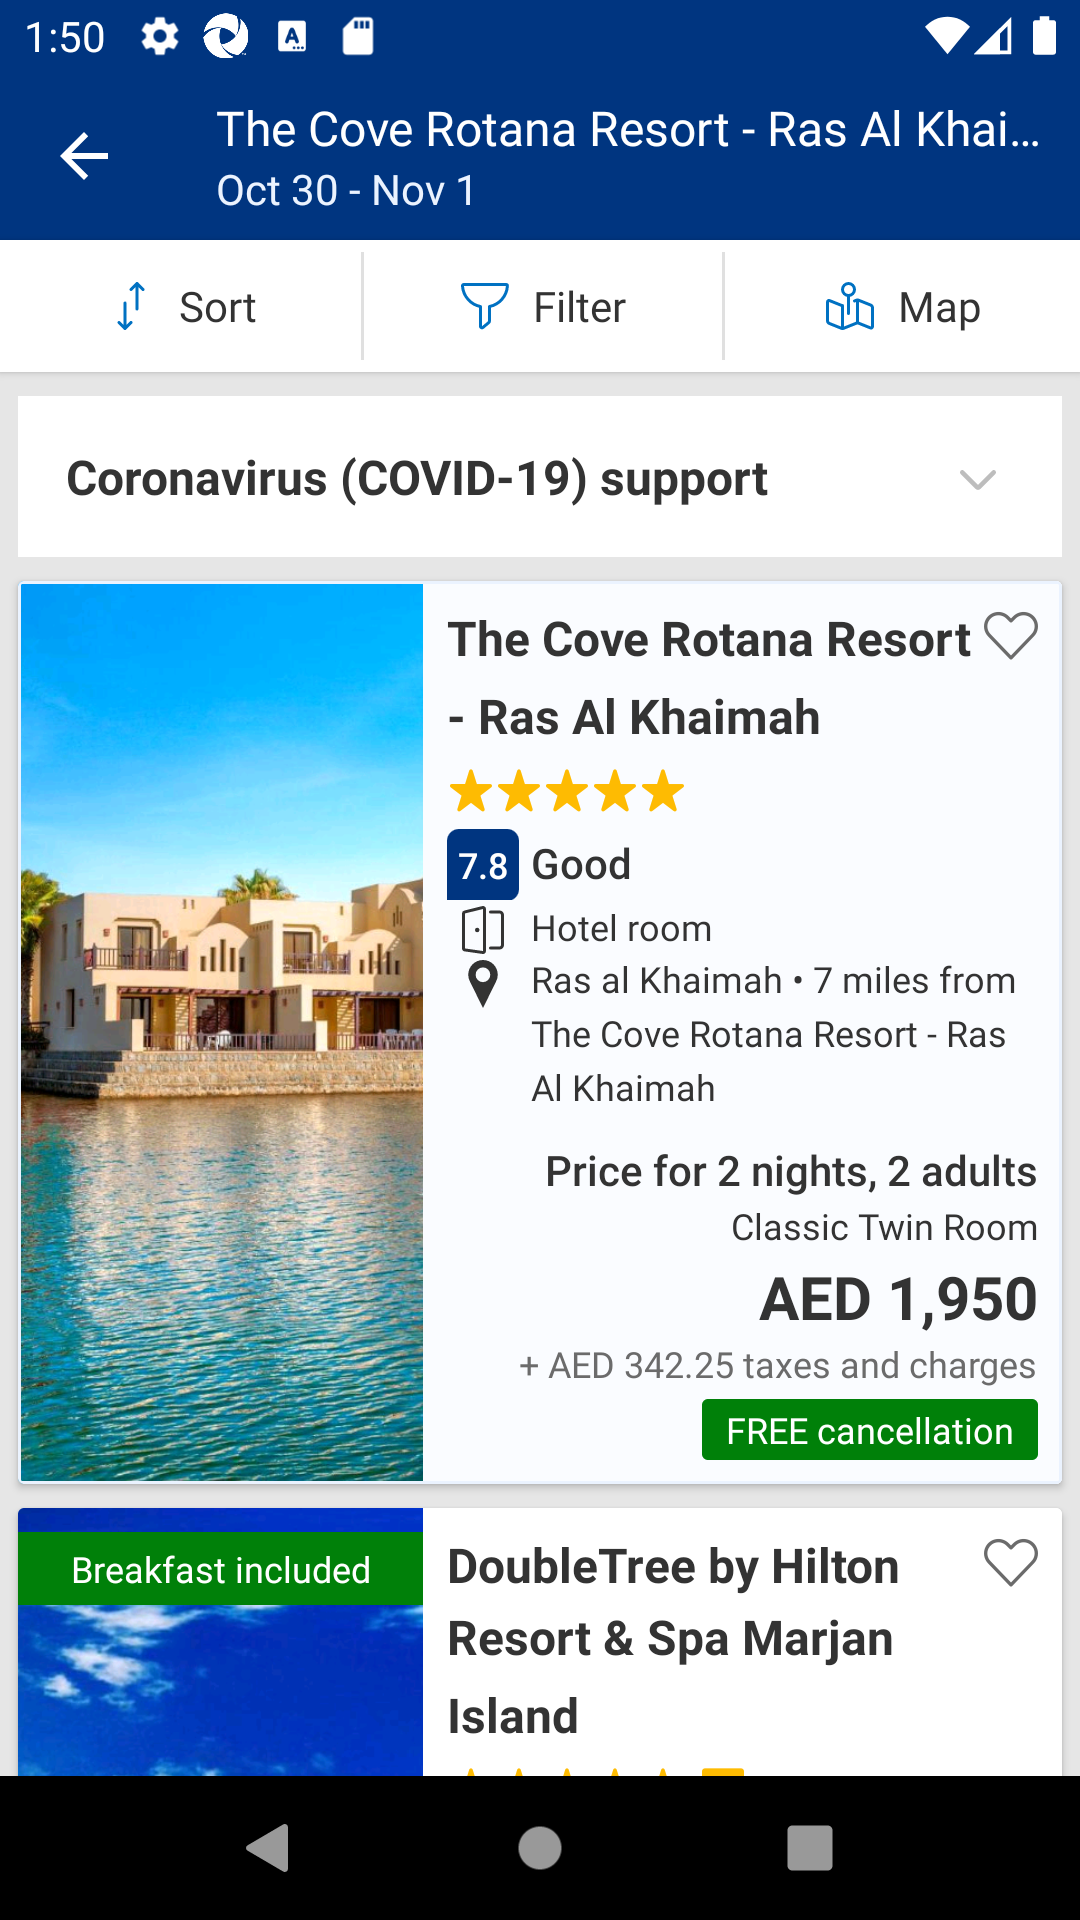 1:50
The Cove Rotana Resort - Ras Al Khai...
Oct 30 - Nov 1
Sort
Filter
Map
Coronavirus (COVID-19) support
The Cove Rotana Resort
- Ras Al Khaimah
7.8 Good
Hotel room
Ras al Khaimah • 7 miles from
The Cove Rotana Resort - Ras
Al Khaimah
Price for 2 nights, 2 adults
Classic Twin Room
AED 1,950
+ AED 342.25 taxes and charges
FREE cancellation
Breakfast included
DoubleTree by Hilton
Resort & Spa Marjan
Island